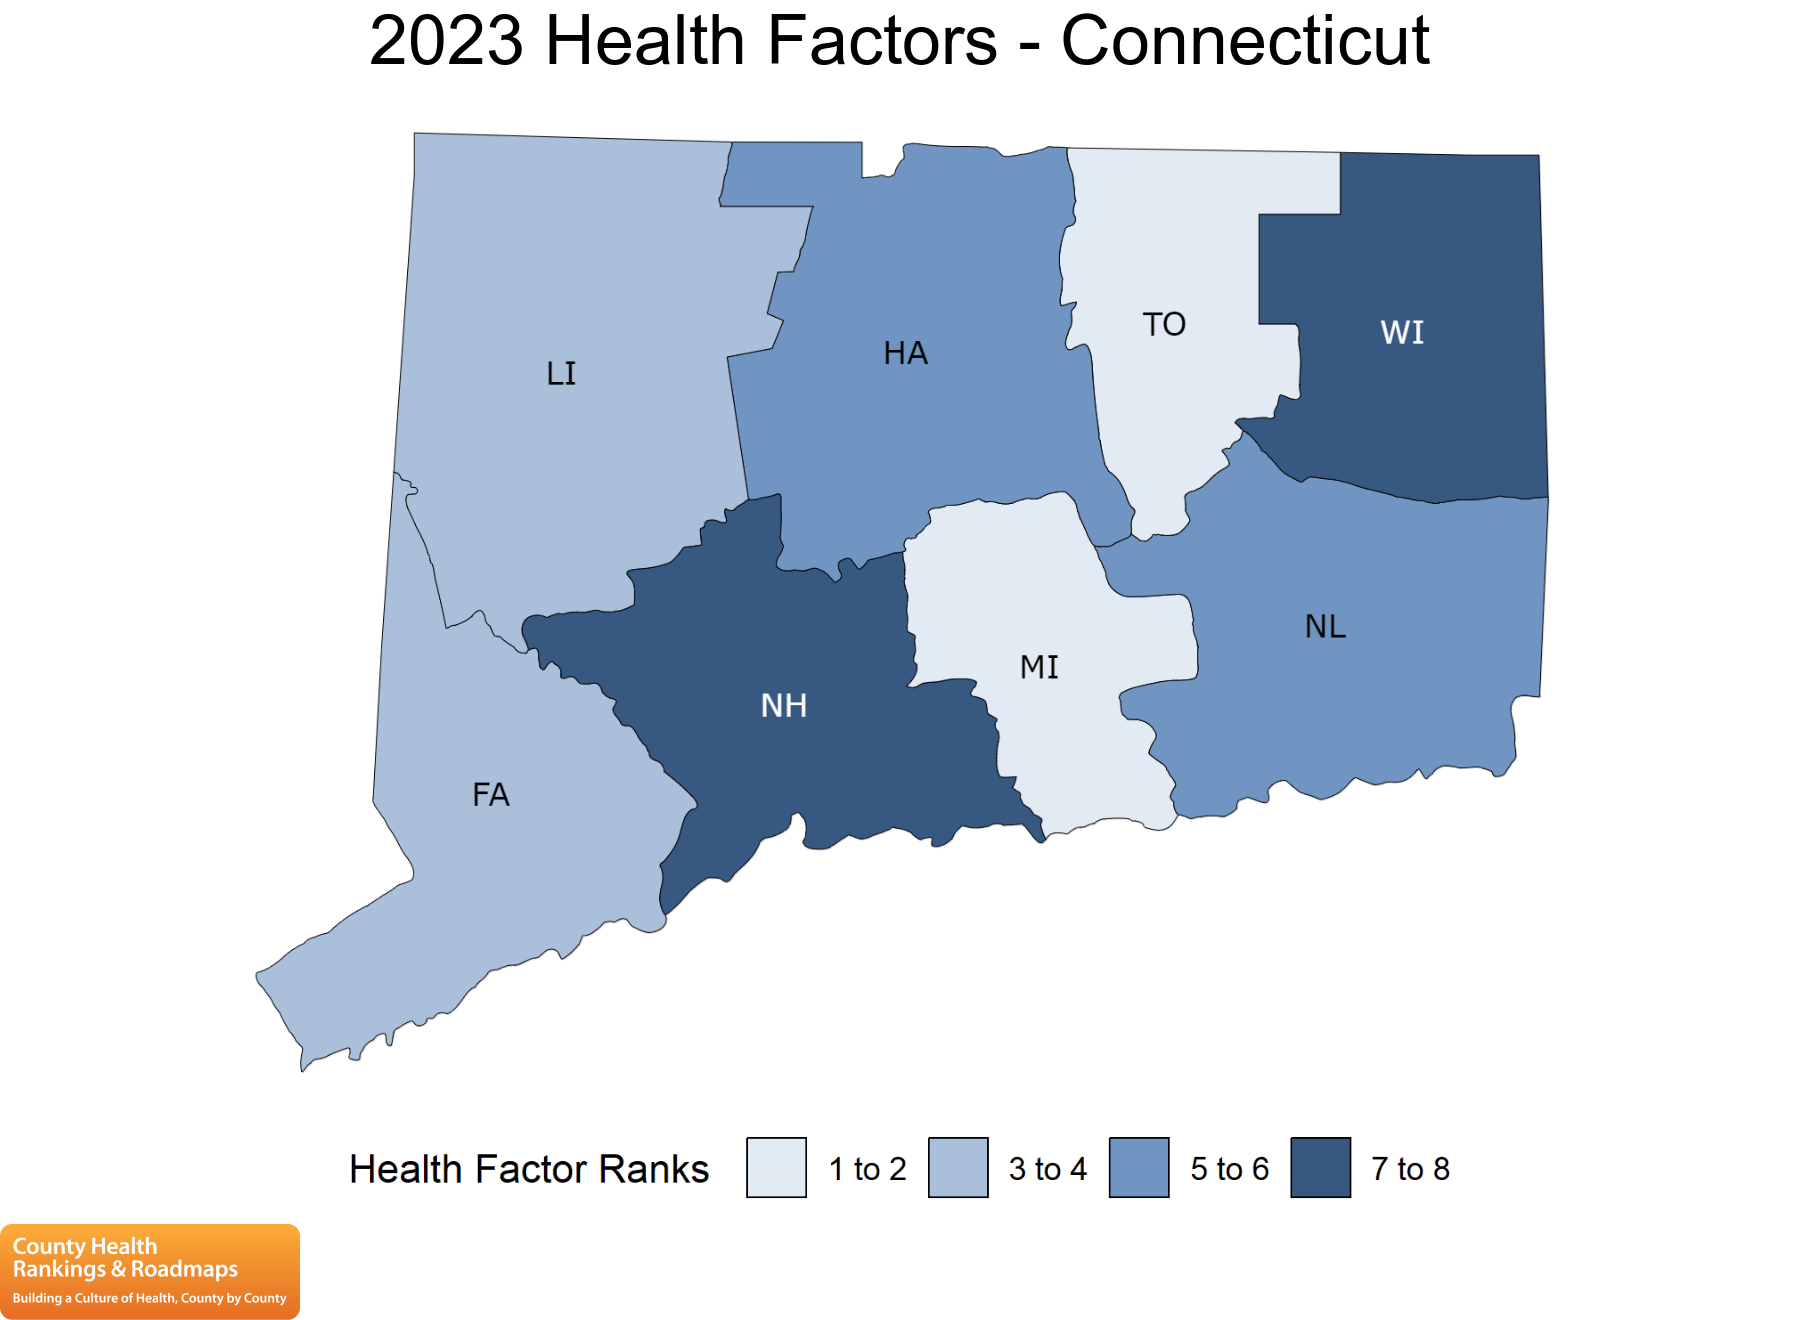 2023 Health Factors - Connecticut
TO
WI
HA
LI
NL
MI
NH
FA
Health Factor Ranks 1 to 2 3 to 4 5 to 6 7 to 8
County Health
Rankings & Roadmaps
Building a Culture of Health, County by County